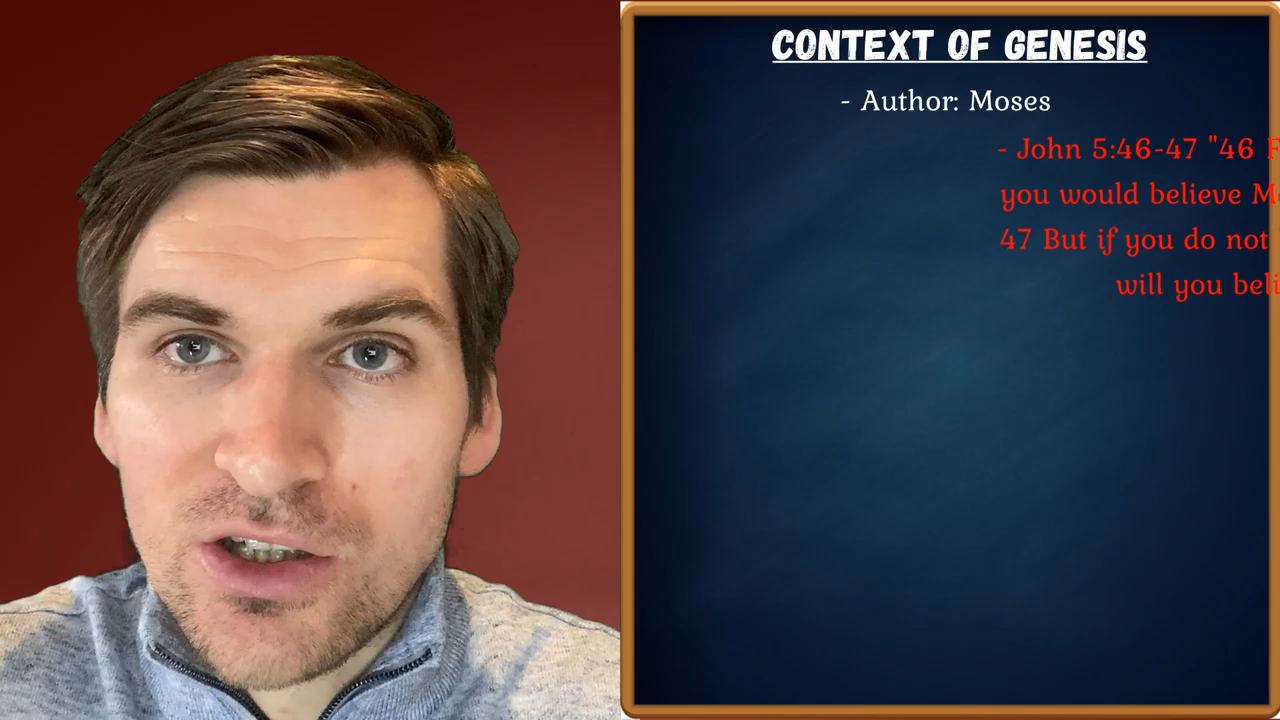 CONTEXT OF GENESIS
- Author: Moses
- John 5:46-47 "46
you would believe
47 But if you do not
will you